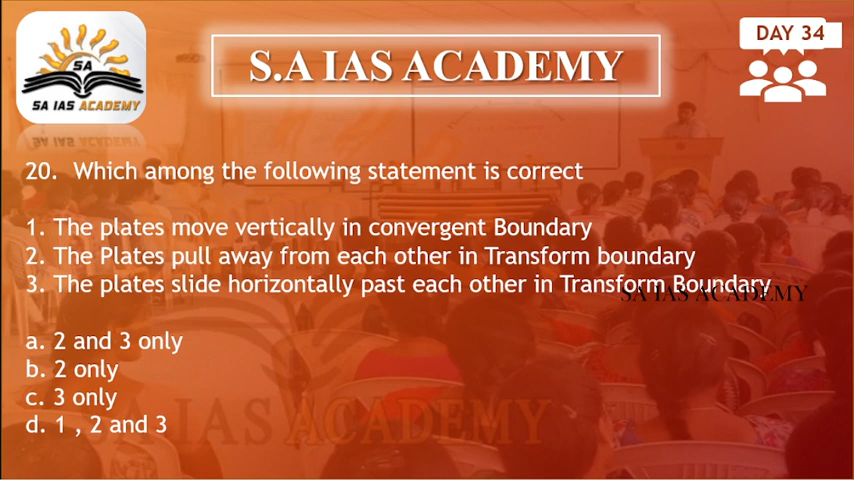 DAY 34
S.A IAS ACADEMY
SA
SA IAS ACADEMY
20. Which among the following statement is correct
1. The plates move vertically in convergent Boundary
2. The Plates pull away from each other in Transform boundary
3. The plates slide horizontally past each other in Transform Boundary
SA IAS ACADEMY
a. 2 and 3 only
b. 2 only
c. 3 only
d. 1 , 2 and 3
IAS ACADEMY